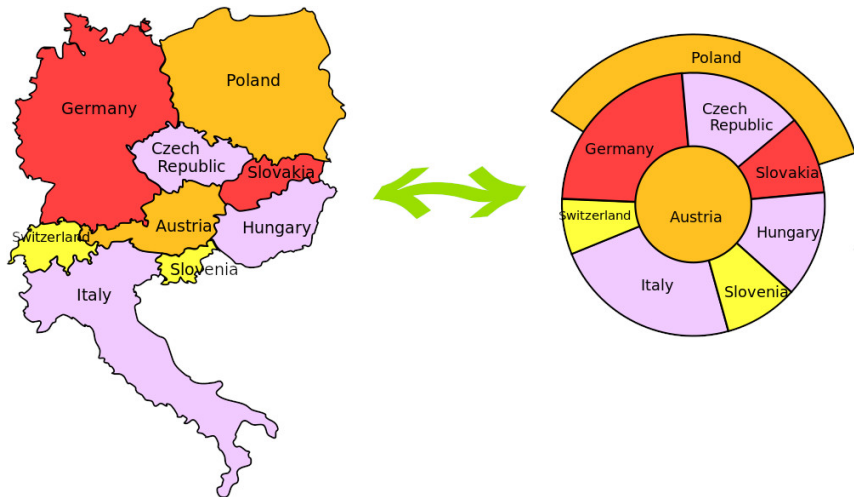 Poland
Germany
Czech
Republic
Slovakia
Austria
Hungary
Switzerland
Slovenia
Italy
Poland
Czech
Republic
Germany
Slovakia
Switzerland
Austria
Hungary
Italy
Slovenia